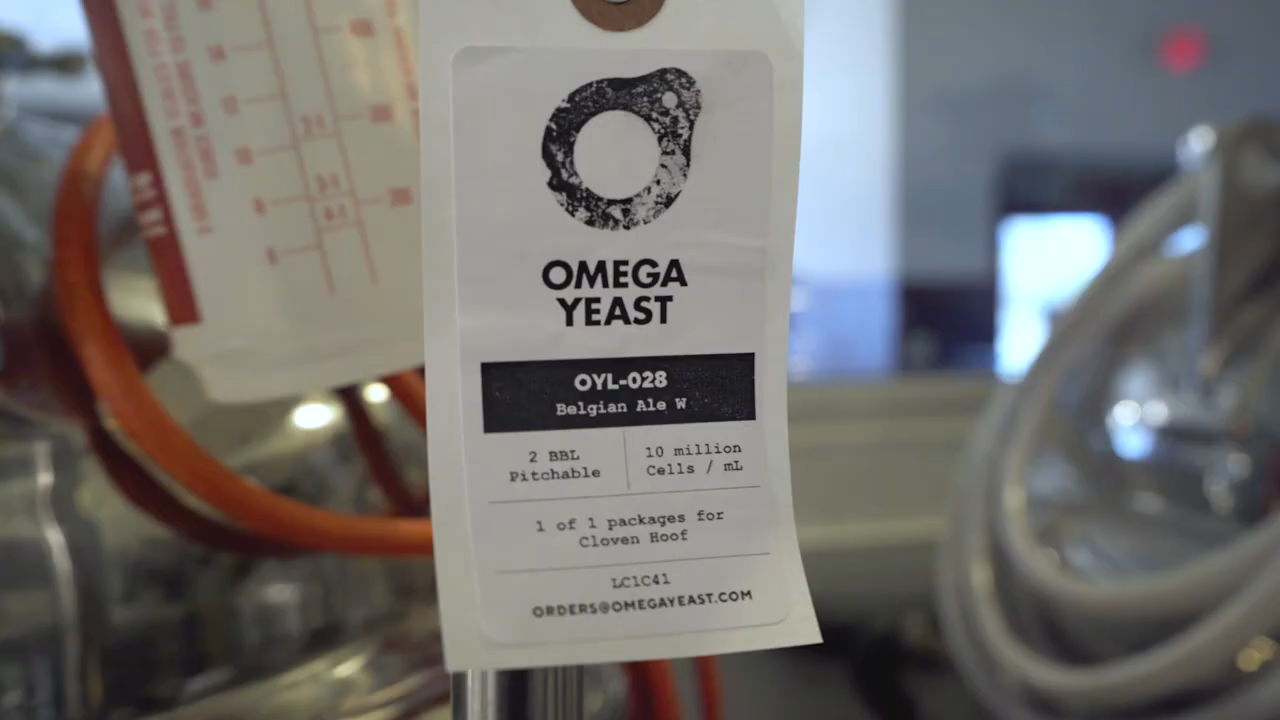 OMEGA
YEAST
OYL-028
Belgian Ale W
2 BBL
Pitchable
10 million
Cells / mL
1 of 1 packages for
Cloven Hoof
LC1C41
ORDERS@OMEGAYEAST.COM